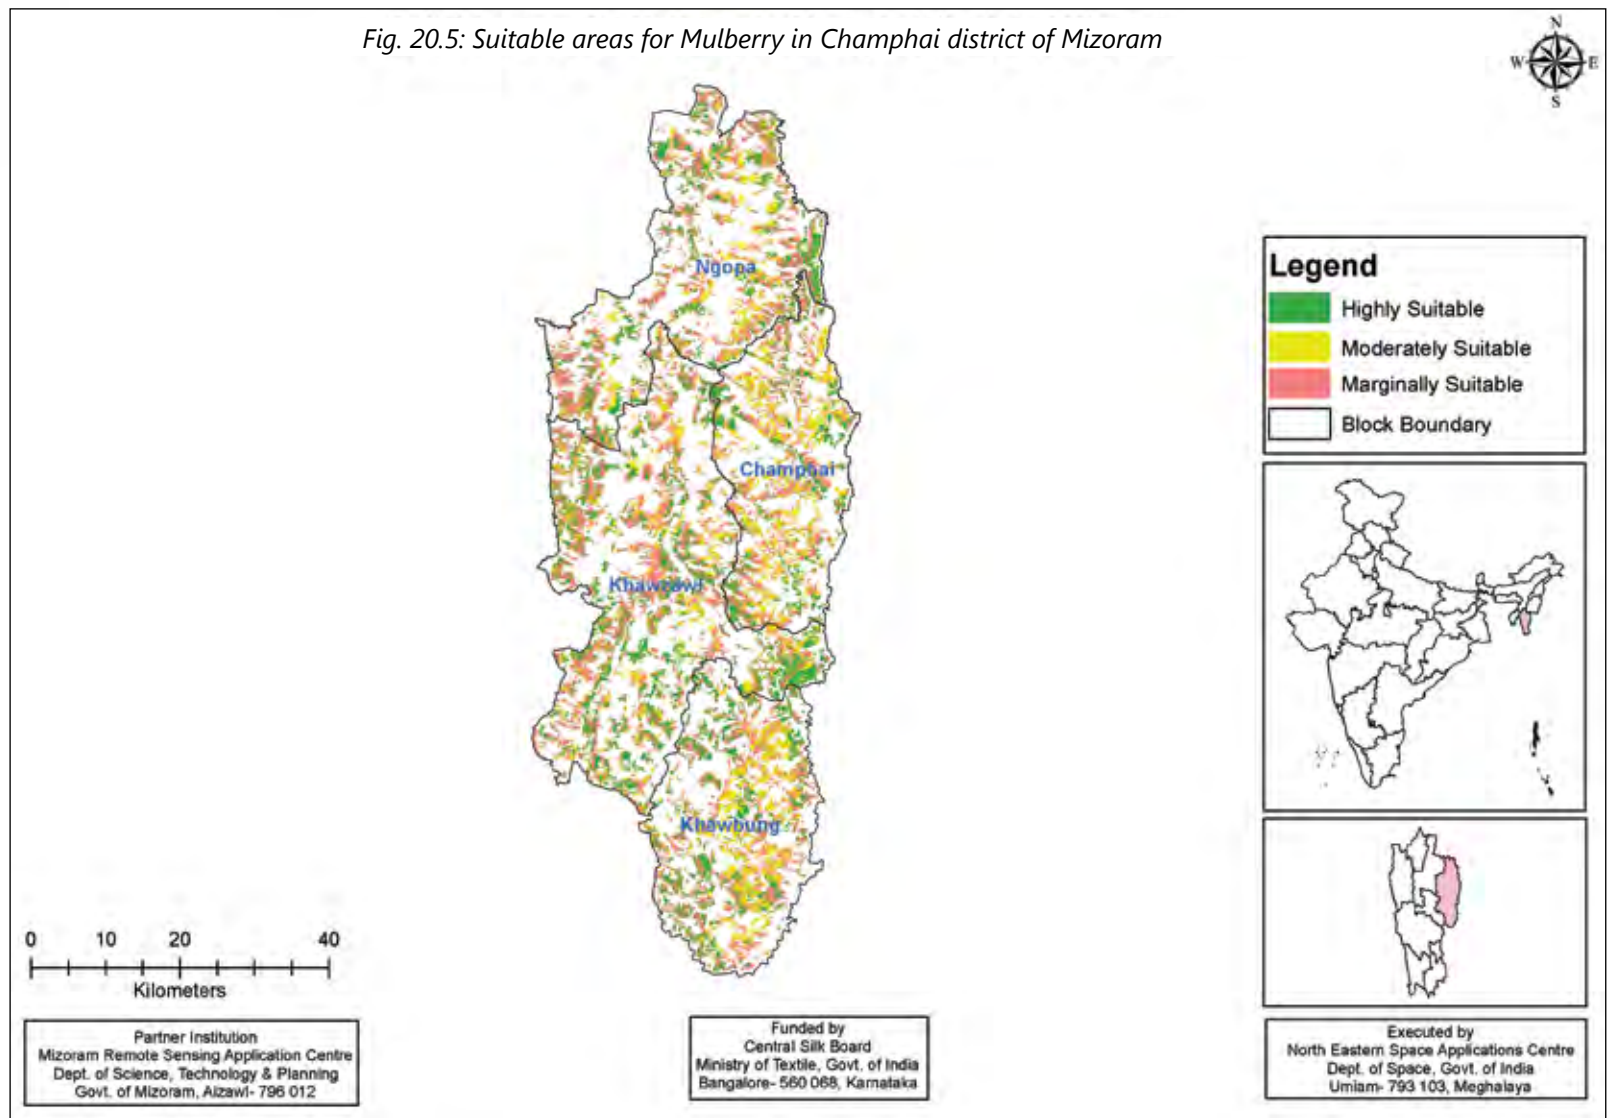 Fig. 20.5: Suitable areas for Mulberry in Champhai district of Mizoram
N
W
E
S
Ngopa
Champhai
Khawzawl
Khawbung
Legend
Highly Suitable
Moderately Suitable
Marginally Suitable
Block Boundary
0 10 20 40
Kilometers
Partner Institution
Mizoram Remote Sensing Application Centre
Dept. of Science, Technology & Planning
Govt. of Mizoram, Aizawl- 796 012
Funded by
Central Silk Board
Ministry of Textile, Govt. of India
Bangalore- 560 068, Karnataka
Executed by
North Eastern Space Applications Centre
Dept. of Space, Govt. of India
Umiam- 793 103, Meghalaya